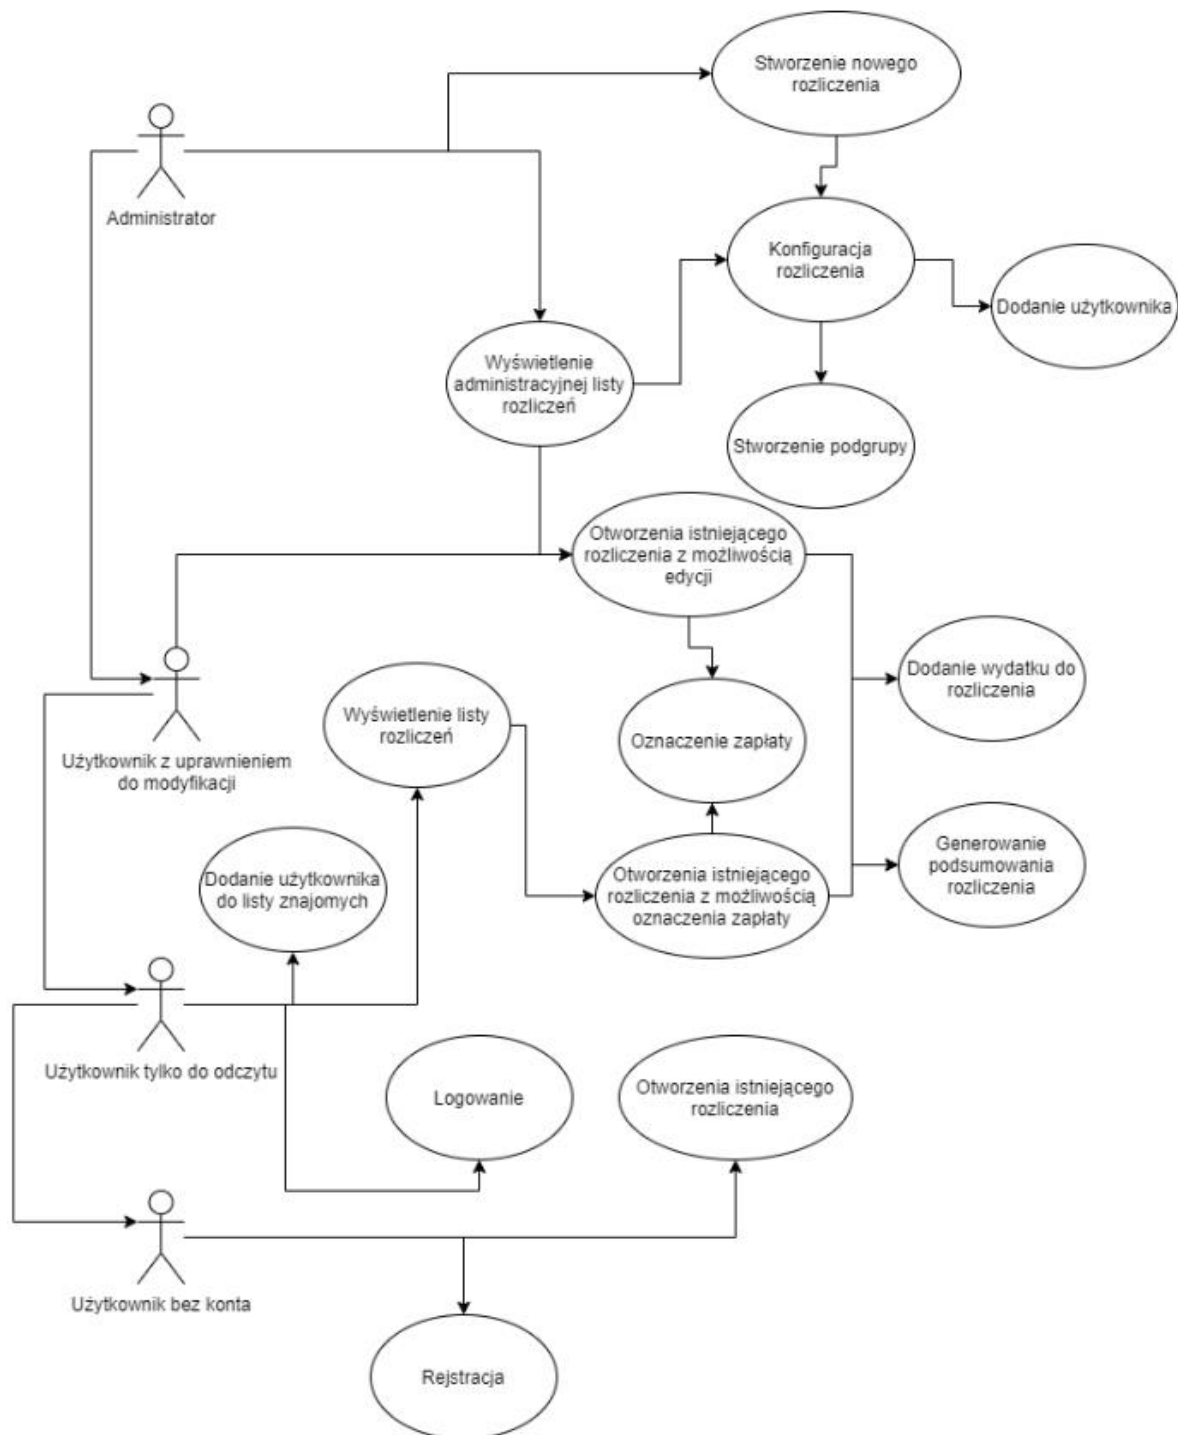 Stworzenie nowego
rozliczenia
Administrator
Konfiguracja
rozliczenia
Dodanie użytkownika
Wyświetlenie
administracyjnej listy
rozliczeń
Stworzenie podgrupy
Otworzenia istniejącego
rozliczenia z możliwością
edycji
Dodanie wydatku do
rozliczenia
Wyświetlenie listy
rozliczeń
Oznaczenie zapłaty
Użytkownik z uprawnieniem
do modyfikacji
Generowanie
podsumowania
rozliczenia
Dodanie użytkownika
do listy znajomych
Otworzenia istniejącego
rozliczenia z możliwością
oznaczenia zapłaty
Użytkownik tylko do odczytu
Logowanie
Otworzenia istniejącego
rozliczenia
Użytkownik bez konta
Rejstracja